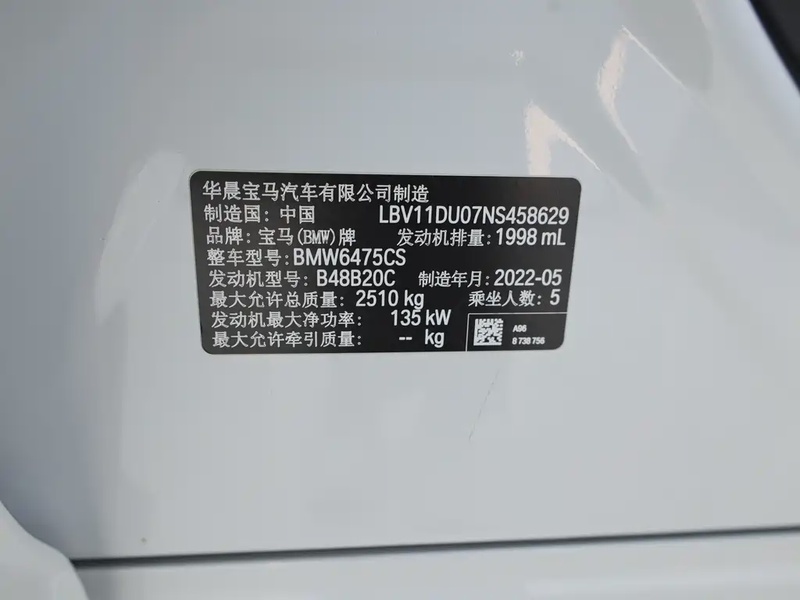 华晨宝马汽车有限公司制造
制造国：中国 LBV11DU07NS458629
品牌：宝马(BMW)牌 发动机排量：1998 mL
整车型号：BMW6475CS
发动机型号：B48B20C 制造年月：2022-05
最大允许总质量：2510 kg 乘坐人数：5
发动机最大净功率： 135 kW
最大允许牵引质量： -- kg
A96
8 738 756